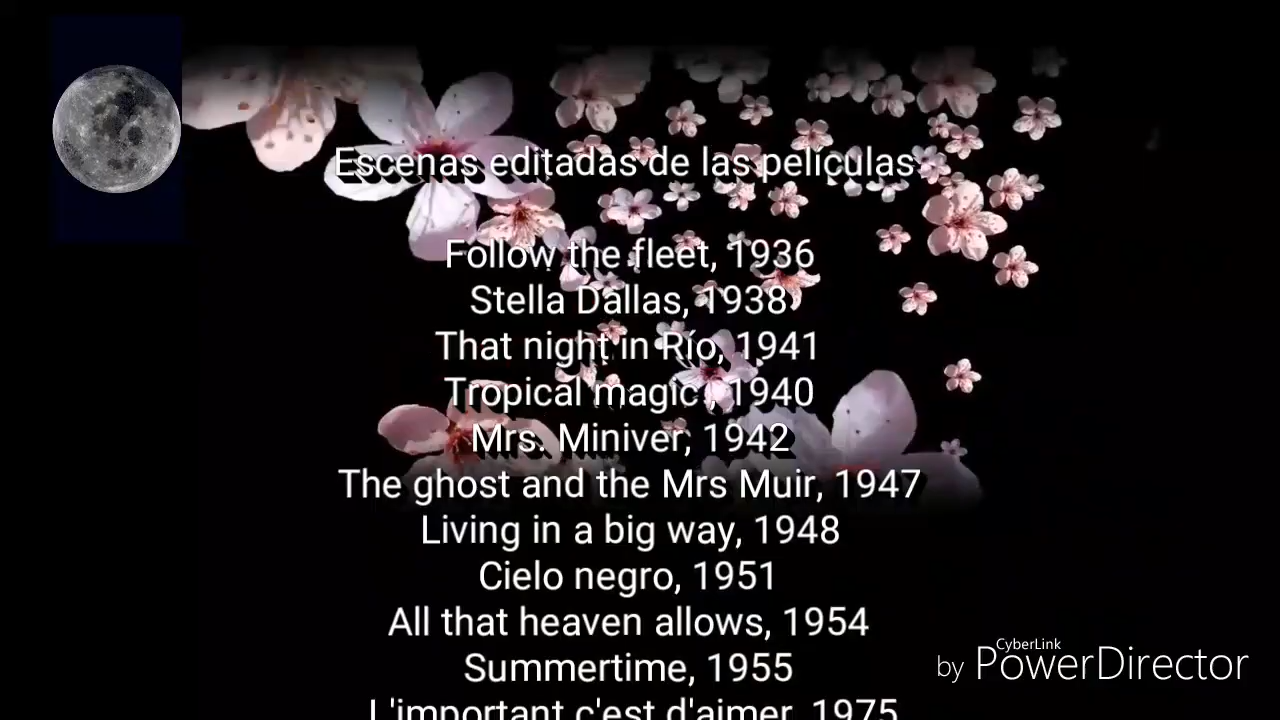 Escenas editadas de las películas
Follow the fleet, 1936
Stella Dallas, 1938
That night in Río, 1941
Tropical magic , 1940
Mrs. Miniver, 1942
The ghost and the Mrs Muir, 1947
Living in a big way, 1948
Cielo negro, 1951
All that heaven allows, 1954
Summertime, 1955
L'important c'est d'aimer, 1975
CyberLink
by PowerDirector